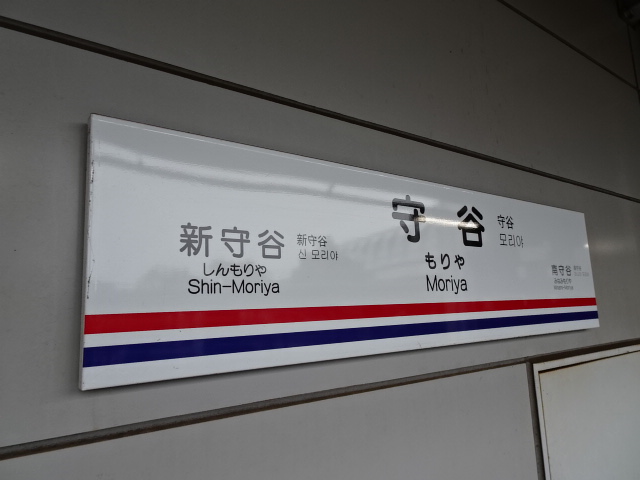 新守谷
新守谷
신 모리야
しんもりや
Shin-Moriya
守谷
守谷
모리야
もりや
Moriya
南守谷